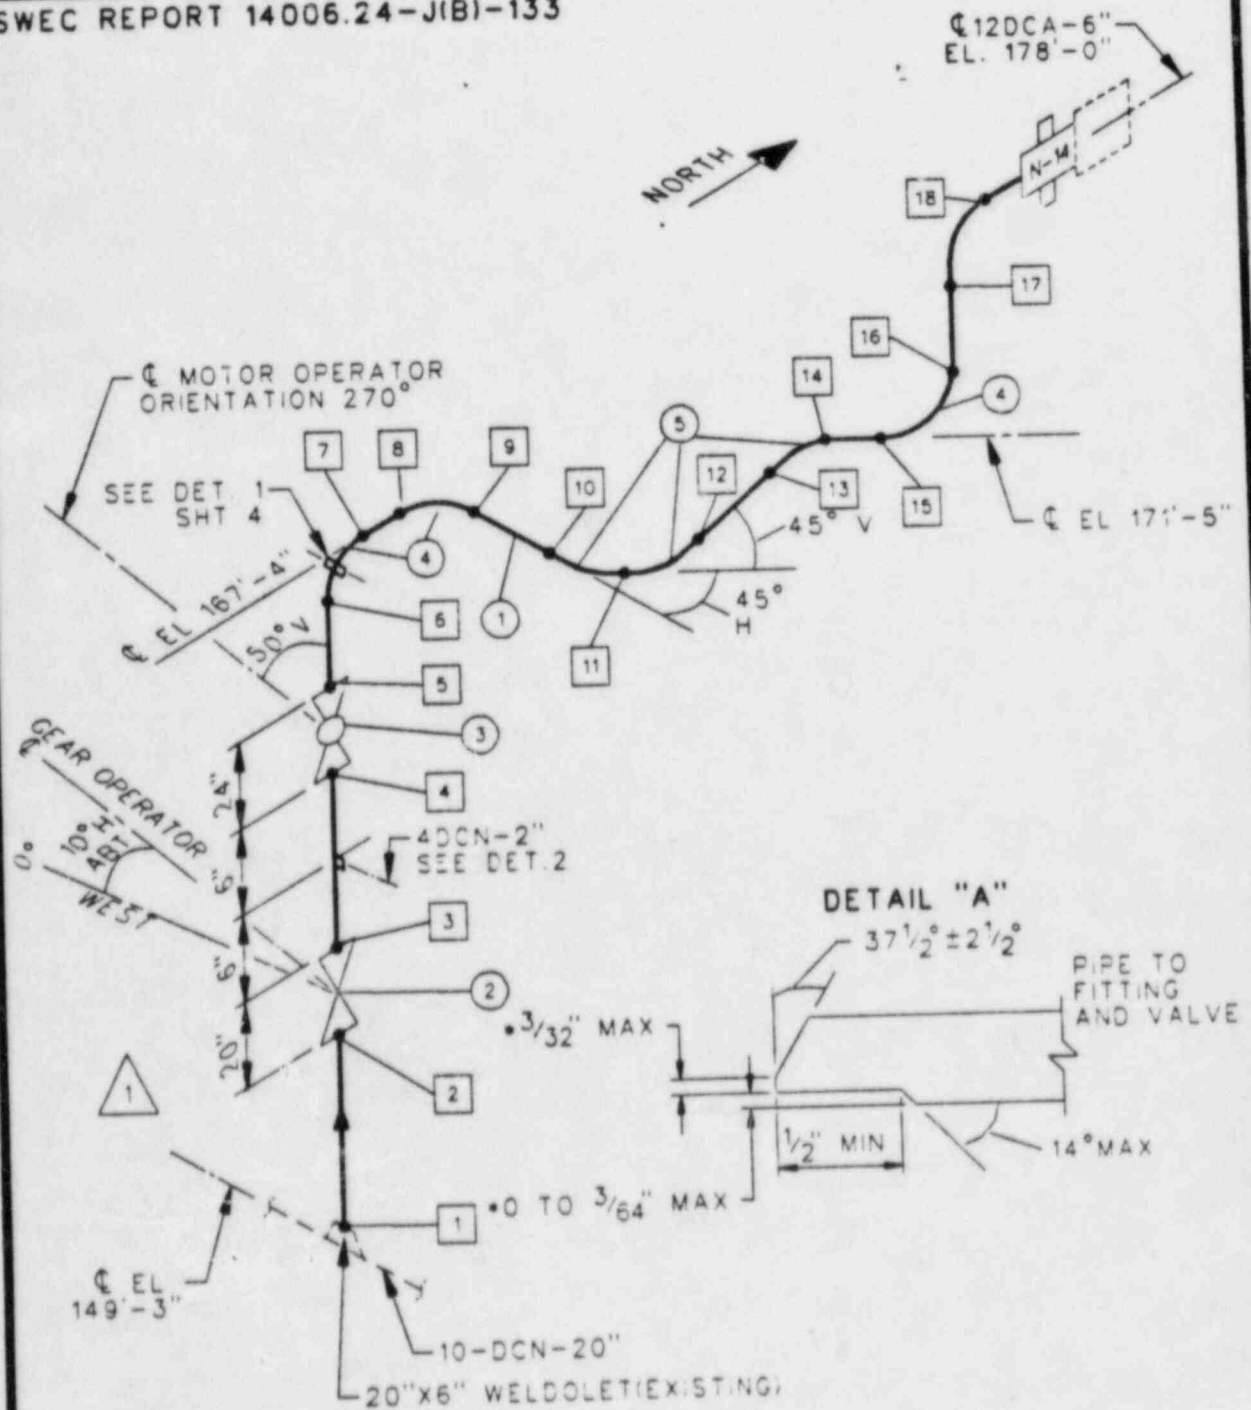 SWEC REPORT 14006.24-J(B)-133
℄ 12DCA-6"
EL. 178'-0"
NORTH
N-14
18
17
16
℄ MOTOR OPERATOR
ORIENTATION 270°
14
4
7
8
9
5
SEE DET. 1
SHT 4
10
12
13
15
45° V
℄ EL 171'-5"
4
℄ EL 167'-4"
6
1
45°
H
50° V
11
5
℄
GEAR OPERATOR
3
24"
4
0°
10° H
ABT
6"
4DCN-2"
SEE DET.2
WEST
3
DETAIL "A"
37 1/2° ± 2 1/2°
PIPE TO
FITTING
AND VALVE
6"
2
•3/32" MAX
20"
1
2
1/2" MIN
14° MAX
1
•0 TO 3/64" MAX
℄ EL
149'-3"
10-DCN-20"
20"X6" WELDOLET(EXISTING)